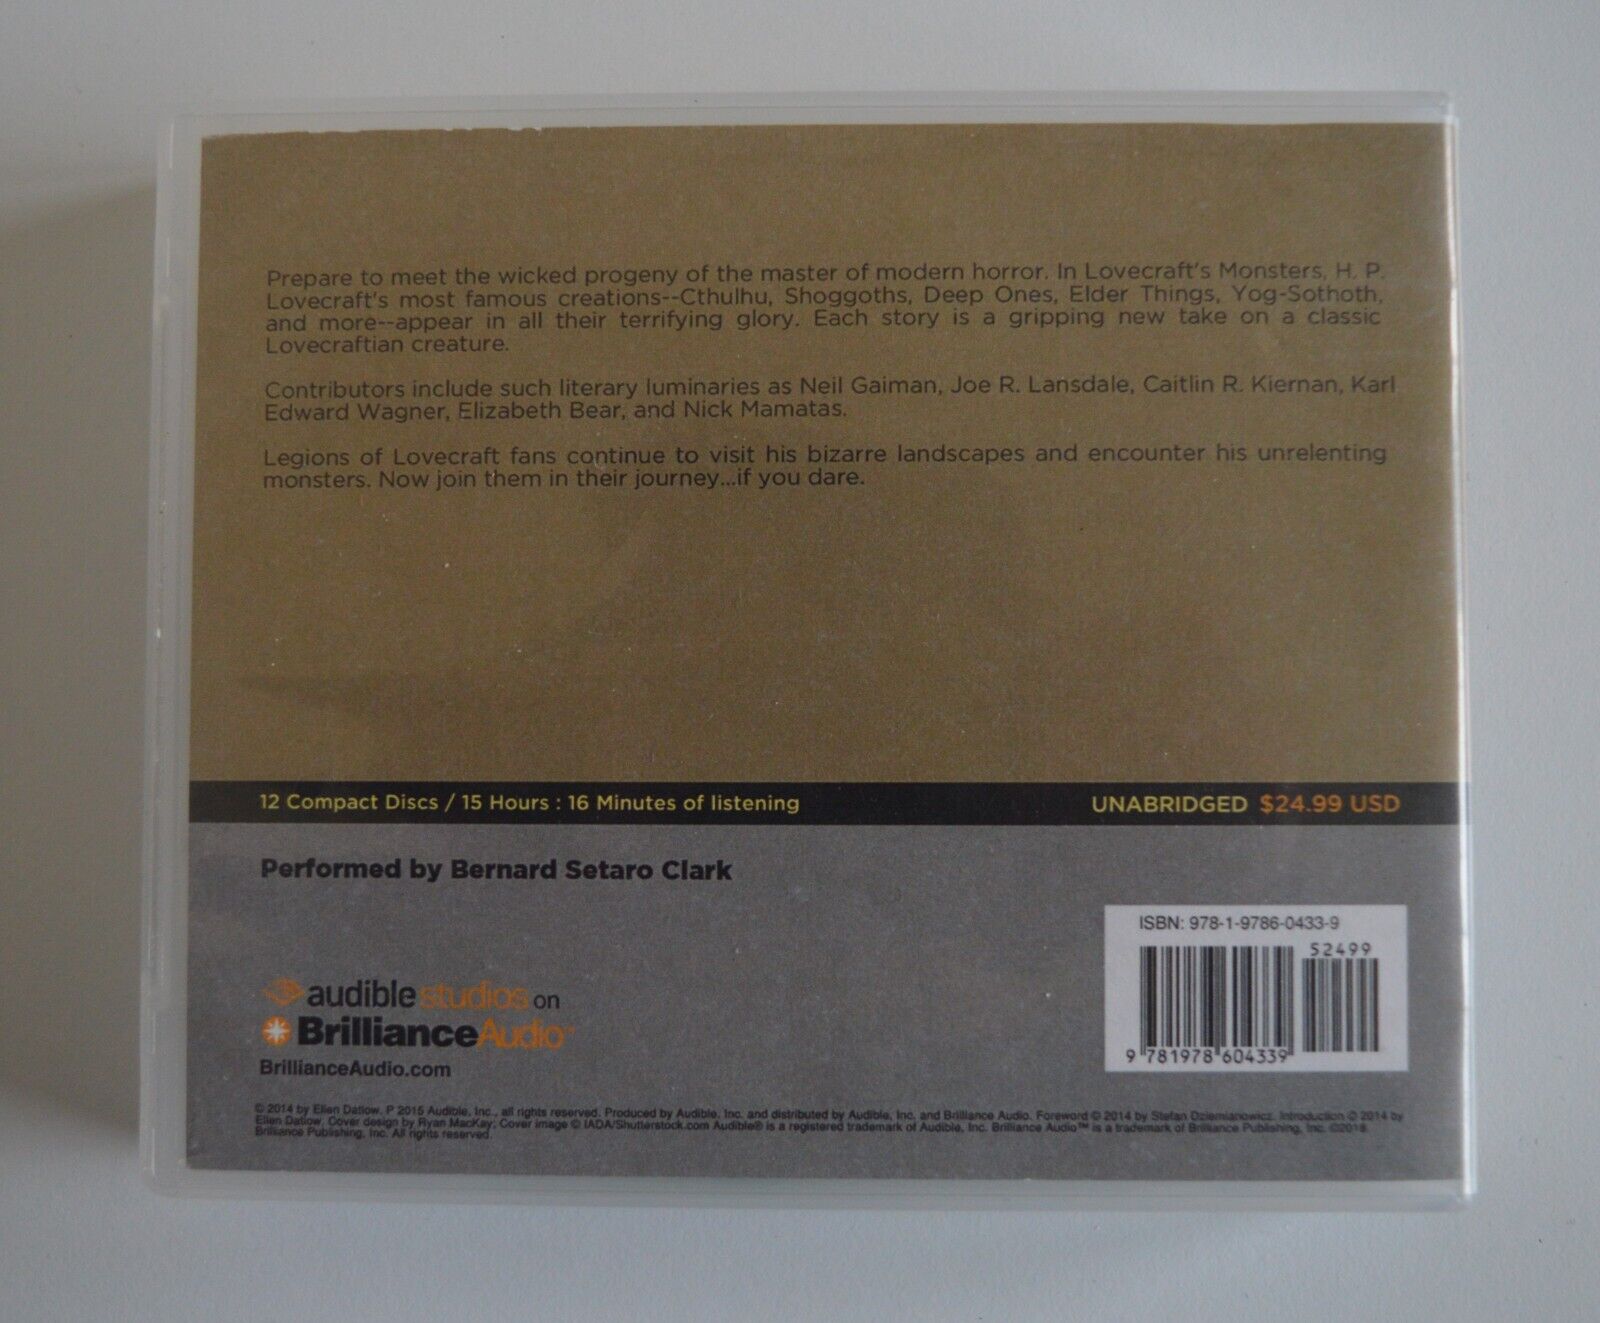 Prepare to meet the wicked progeny of the master of modern horror. In Lovecraft's Monsters, H. P.
Lovecraft's most famous creations--Cthulhu, Shoggoths, Deep Ones, Elder Things, Yog-Sothoth,
and more--appear in all their terrifying glory. Each story is a gripping new take on a classic
Lovecraftian creature.
Contributors include such literary luminaries as Neil Gaiman, Joe R. Lansdale, Caitlin R. Kiernan, Karl
Edward Wagner, Elizabeth Bear, and Nick Mamatas.
Legions of Lovecraft fans continue to visit his bizarre landscapes and encounter his unrelenting
monsters. Now join them in their journey...if you dare.
12 Compact Discs / 15 Hours : 16 Minutes of listening
UNABRIDGED $24.99 USD
Performed by Bernard Setaro Clark
ISBN: 978-1-9786-0433-9
52499
9 781978 604339
audible studios on
BrillianceAudio™
BrillianceAudio.com
© 2014 by Ellen Datlow. P 2015 Audible, Inc., all rights reserved. Produced by Audible, Inc. and distributed by Audible, Inc. and Brilliance Audio. Foreword © 2014 by Stefan Dziemianowicz. Introduction © 2014 by
Ellen Datlow. Cover design by Ryan MacKay; Cover image © IADA/Shutterstock.com Audible® is a registered trademark of Audible, Inc. Brilliance Audio™ is a trademark of Brilliance Publishing, Inc. ©2018
Brilliance Publishing, Inc. All rights reserved.